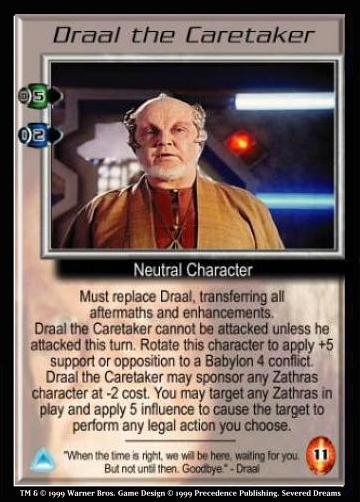 Draal the Caretaker
5
2
Neutral Character
Must replace Draal, transferring all
aftermaths and enhancements.
Draal the Caretaker cannot be attacked unless he
attacked this turn. Rotate this character to apply +5
support or opposition to a Babylon 4 conflict.
Draal the Caretaker may sponsor any Zathras
character at -2 cost. You may target any Zathras in
play and apply 5 influence to cause the target to
perform any legal action you choose.
"When the time is right, we will be here, waiting for you.
But not until then. Goodbye." - Draal
11
TM & © 1999 Warner Bros. Game Design © 1999 Precedence Publishing. Severed Dreams